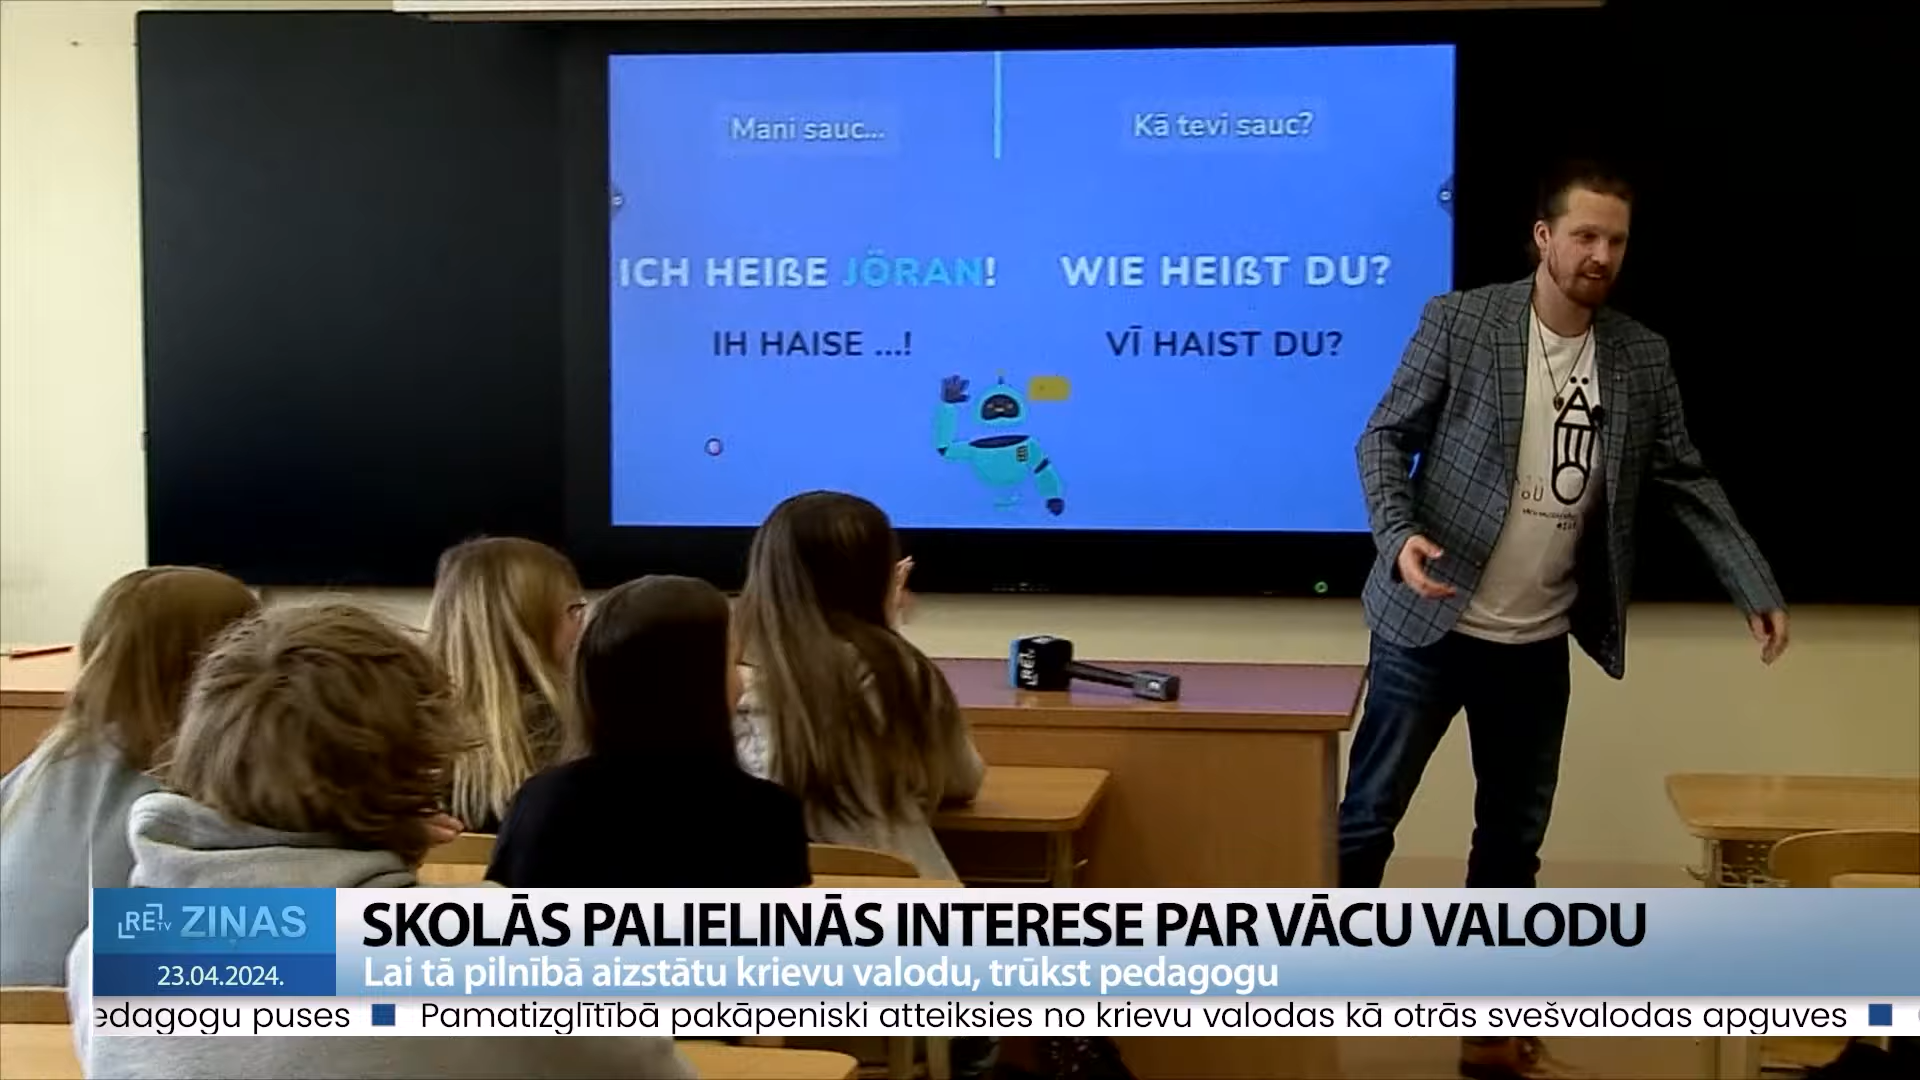 Mani sauc...
Kā tevi sauc?
ICH HEIßE JÖRAN!
WIE HEIßT DU?
IH HAISE ...!
VĪ HAIST DU?
RE TV ZIŅAS
SKOLĀS PALIELINĀS INTERESE PAR VĀCU VALODU
23.04.2024.
Lai tā pilnībā aizstātu krievu valodu, trūkst pedagogu
edagogu puses ■ Pamatizglītībā pakāpeniski atteiksies no krievu valodas kā otrās svešvalodas apguves ■